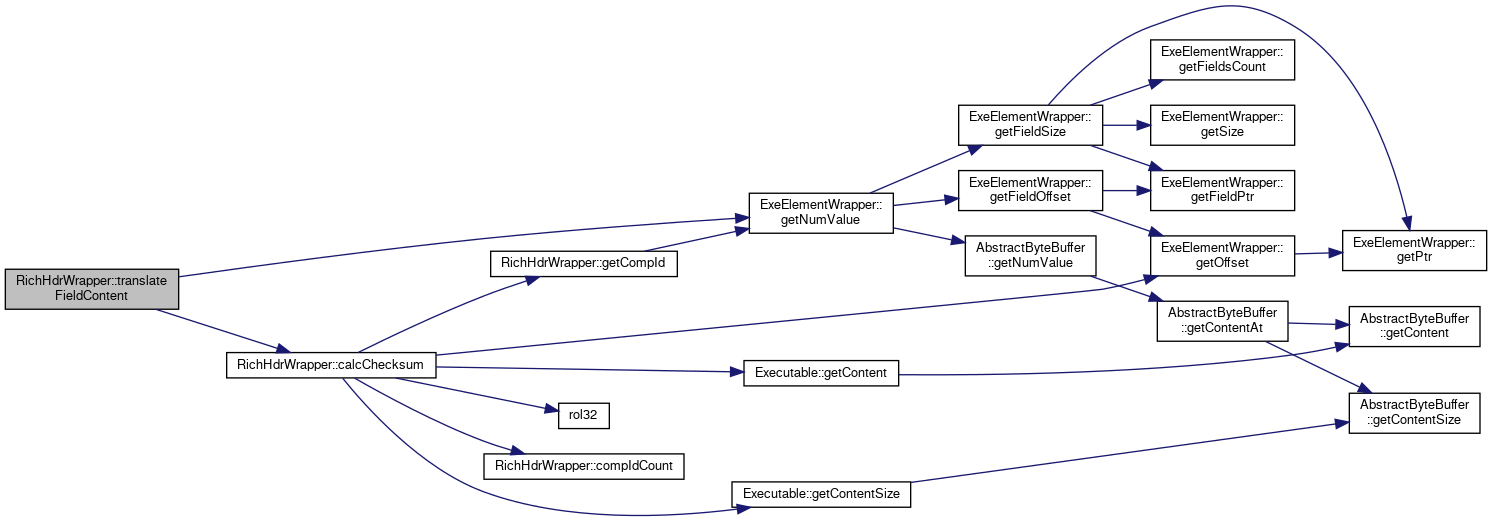 RichHdrWrapper::translate
FieldContent
RichHdrWrapper::calcChecksum
RichHdrWrapper::getCompId
rol32
RichHdrWrapper::compIdCount
ExeElementWrapper::
getNumValue
Executable::getContent
Executable::getContentSize
ExeElementWrapper::
getFieldSize
ExeElementWrapper::
getFieldOffset
AbstractByteBuffer
::getNumValue
ExeElementWrapper::
getFieldsCount
ExeElementWrapper::
getSize
ExeElementWrapper::
getFieldPtr
ExeElementWrapper::
getOffset
AbstractByteBuffer
::getContentAt
ExeElementWrapper::
getPtr
AbstractByteBuffer
::getContent
AbstractByteBuffer
::getContentSize